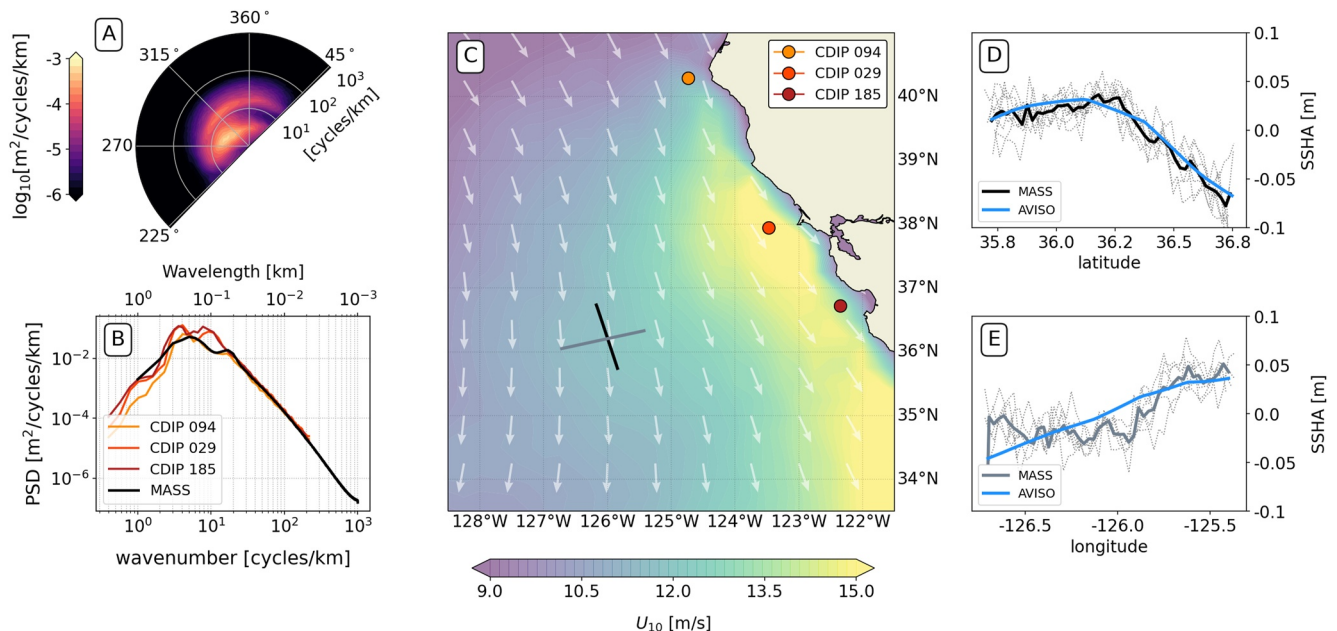 A
360°
315°
45°
270
225°
10³
10²
10¹
[cycles/km]
-3
-4
-5
-6
log₁₀[m²/cycles/km]
Wavelength [km]
10⁰ 10⁻¹ 10⁻² 10⁻³
B
10⁻²
10⁻⁴
10⁻⁶
PSD [m²/cycles/km]
CDIP 094
CDIP 029
CDIP 185
MASS
10⁰ 10¹ 10² 10³
wavenumber [cycles/km]
C
CDIP 094
CDIP 029
CDIP 185
40°N
39°N
38°N
37°N
36°N
35°N
34°N
128°W 127°W 126°W 125°W 124°W 123°W 122°W
9.0 10.5 12.0 13.5 15.0
U₁₀ [m/s]
D
0.1
0.05
0.0
-0.05
-0.1
SSHA [m]
MASS
AVISO
35.8 36.0 36.2 36.5 36.8
latitude
E
0.1
0.05
0.0
-0.05
-0.1
SSHA [m]
MASS
AVISO
-126.5 -126.0 -125.5
longitude